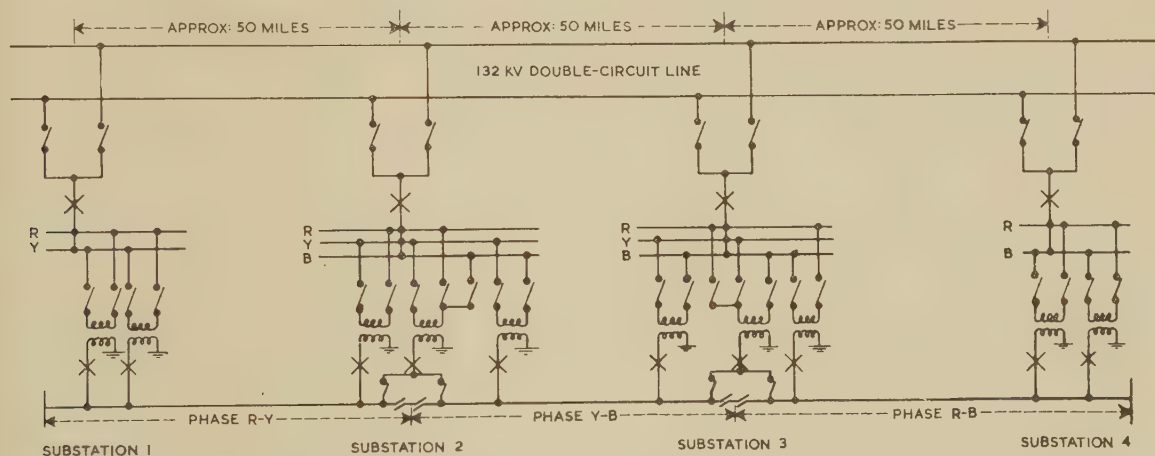 APPROX: 50 MILES APPROX: 50 MILES APPROX: 50 MILES
132 KV DOUBLE-CIRCUIT LINE
R R R R
Y Y Y B
B B
PHASE R-Y PHASE Y-B PHASE R-B
SUBSTATION 1 SUBSTATION 2 SUBSTATION 3 SUBSTATION 4